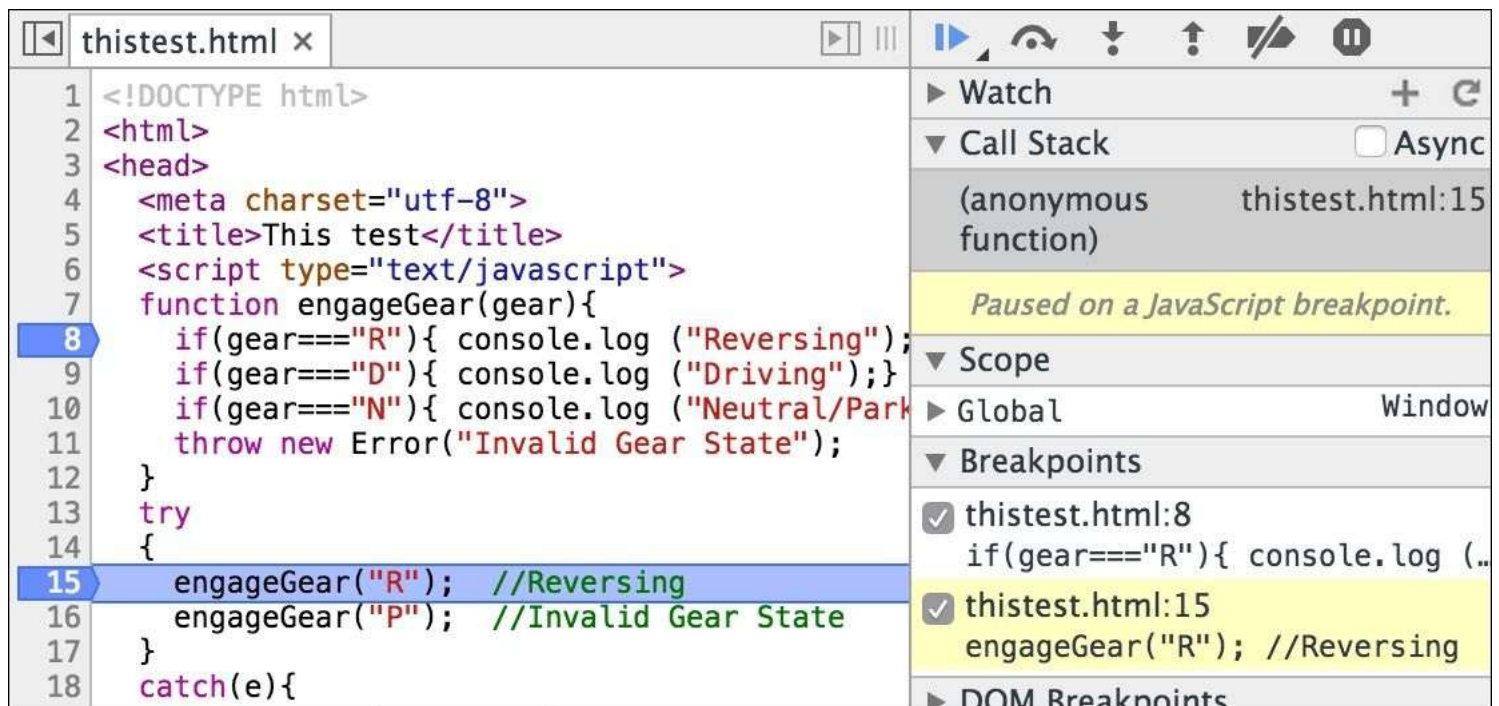 thistest.html ×
1 <!DOCTYPE html>
2 <html>
3 <head>
4 <meta charset="utf-8">
5 <title>This test</title>
6 <script type="text/javascript">
7 function engageGear(gear){
8 if(gear==="R"){ console.log ("Reversing");
9 if(gear==="D"){ console.log ("Driving");}
10 if(gear==="N"){ console.log ("Neutral/Park
11 throw new Error("Invalid Gear State");
12 }
13 try
14 {
15 engageGear("R"); //Reversing
16 engageGear("P"); //Invalid Gear State
17 }
18 catch(e){
Watch
Call Stack Async
(anonymous thistest.html:15
function)
Paused on a JavaScript breakpoint.
Scope
Global Window
Breakpoints
thistest.html:8
if(gear==="R"){ console.log (…
thistest.html:15
engageGear("R"); //Reversing
DOM Breakpoints